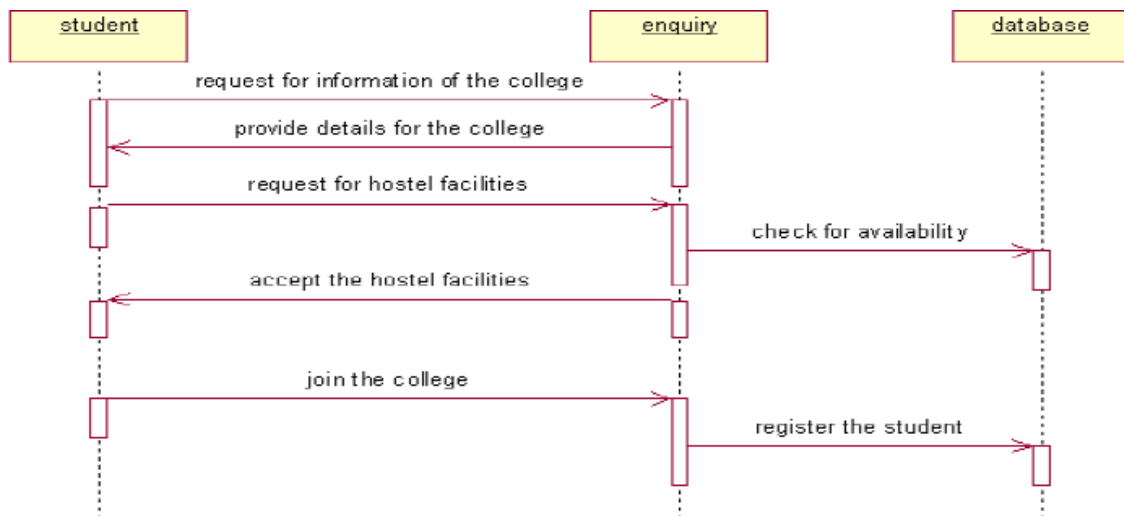 student
enquiry
database
request for information of the college
provide details for the college
request for hostel facilities
check for availability
accept the hostel facilities
join the college
register the student